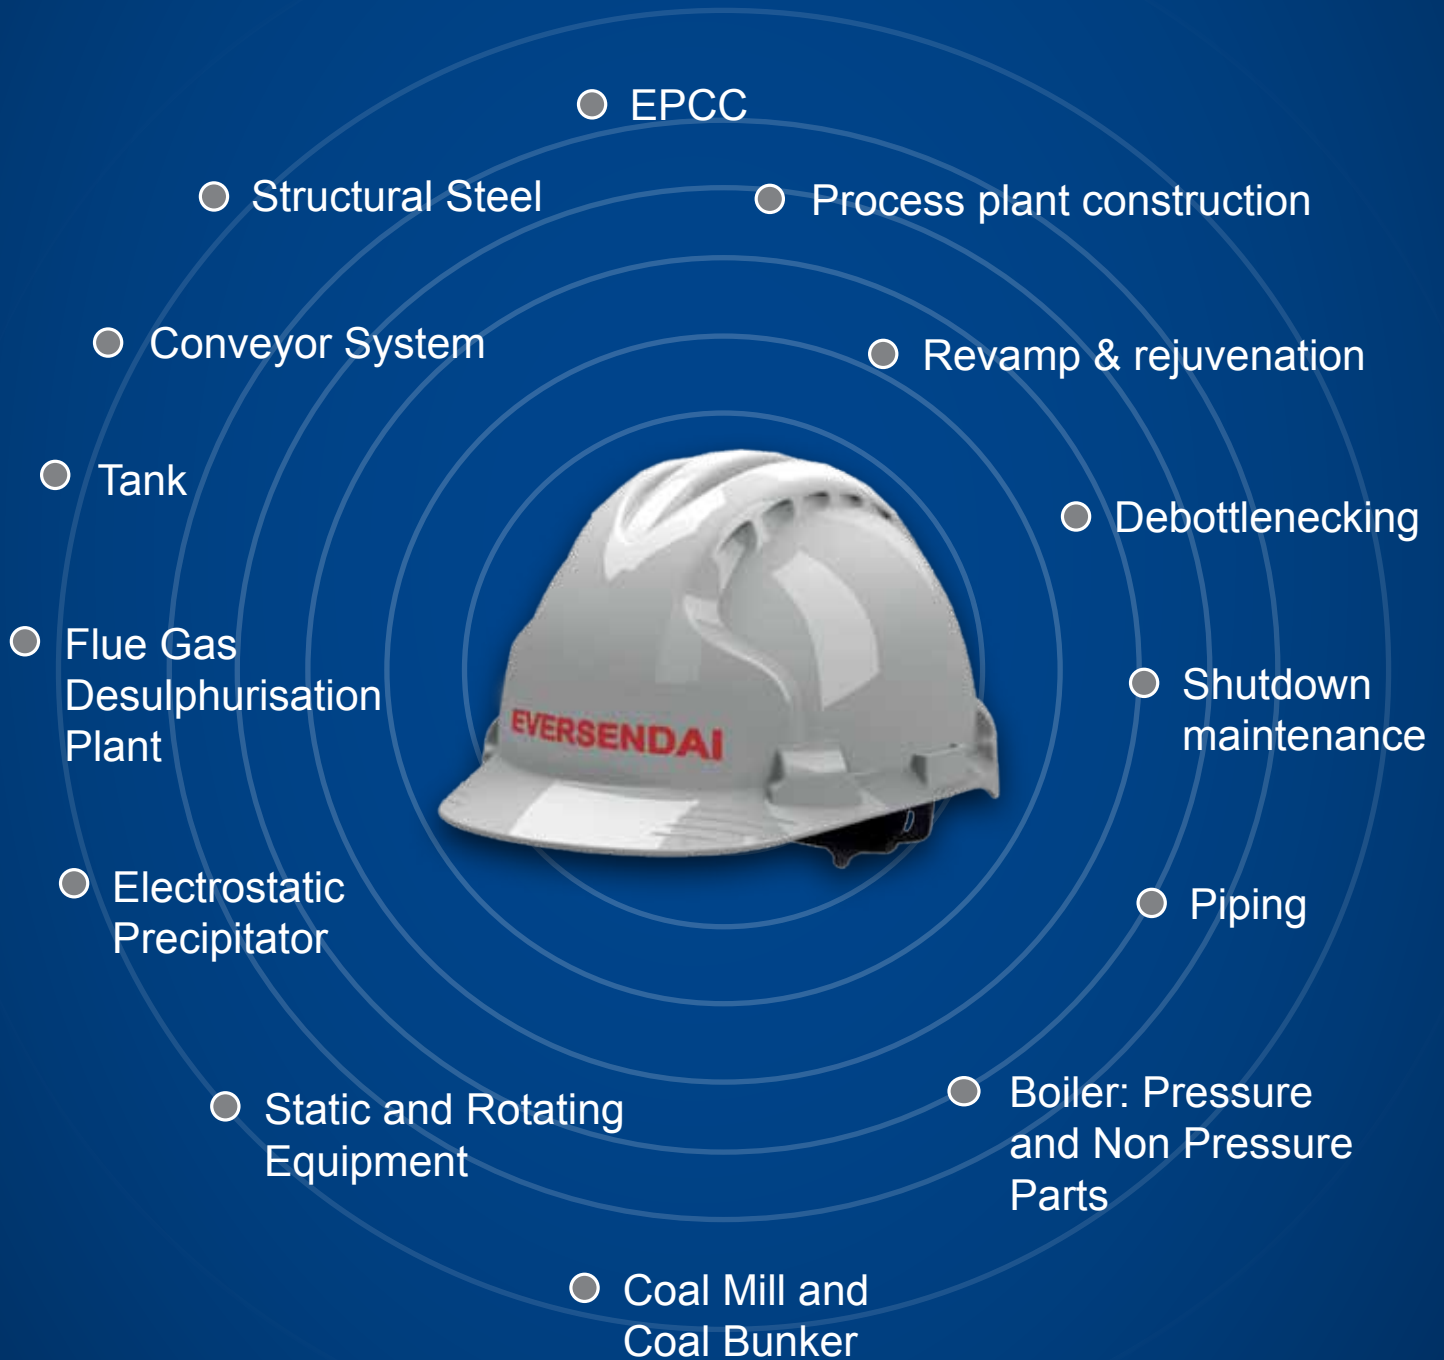 EPCC
Structural Steel
Process plant construction
Conveyor System
Revamp & rejuvenation
Tank
Debottlenecking
Flue Gas
Desulphurisation
Plant
Shutdown
maintenance
EVERSENDAI
Electrostatic
Precipitator
Piping
Static and Rotating
Equipment
Boiler: Pressure
and Non Pressure
Parts
Coal Mill and
Coal Bunker